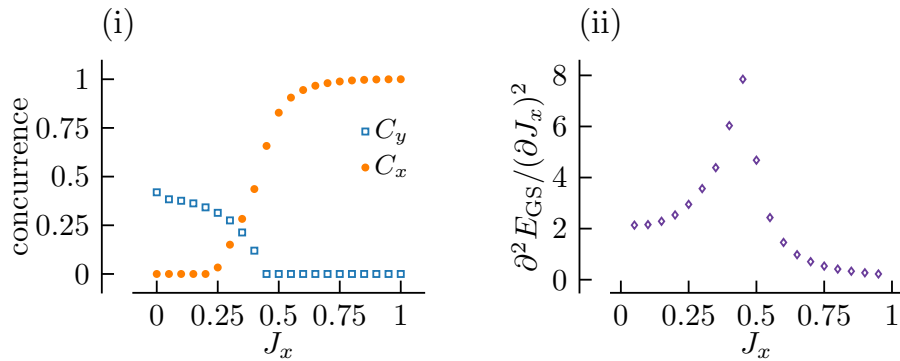 (i)
concurrence
1
0.75
0.5
0.25
0
C_y
C_x
0 0.25 0.5 0.75 1
J_x
(ii)
∂²E_GS/(∂J_x)²
8
6
4
2
0
0 0.25 0.5 0.75 1
J_x